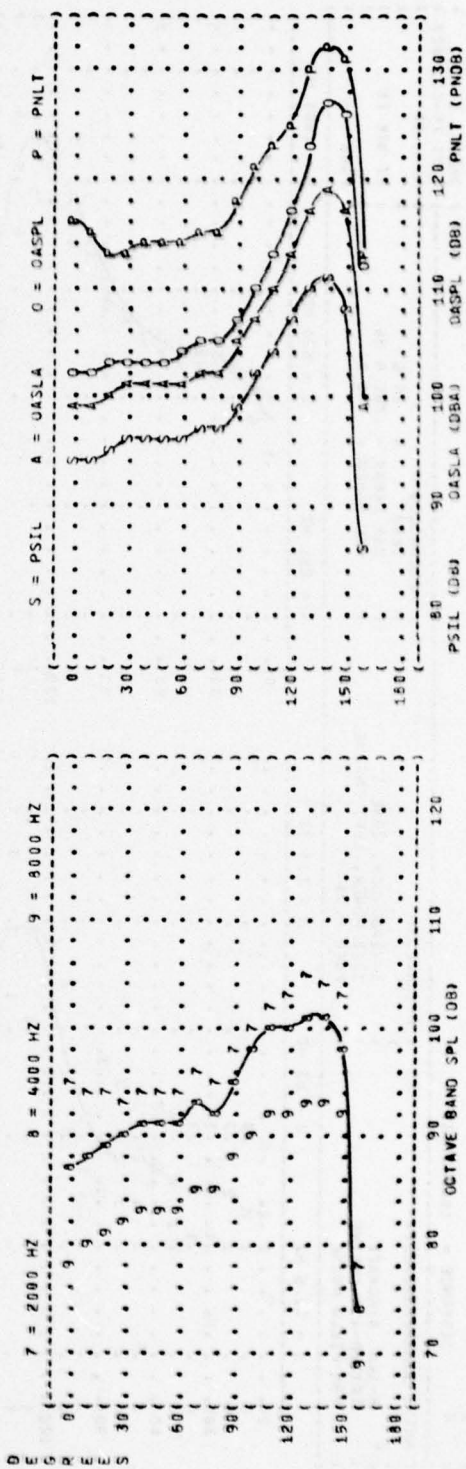 D
E
G
R
E
E
S
7 = 2000 HZ 8 = 4000 HZ 9 = 8000 HZ
0
30
60
90
120
150
180
70 80 90 100 110 120
OCTAVE BAND SPL (DB)
S = PSIL A = OASLA O = OASPL P = PNLT
0
30
60
90
120
150
180
80 90 100 110 120 130
PSIL (DB) OASLA (DBA) OASPL (DB) PNLT (PNDB)